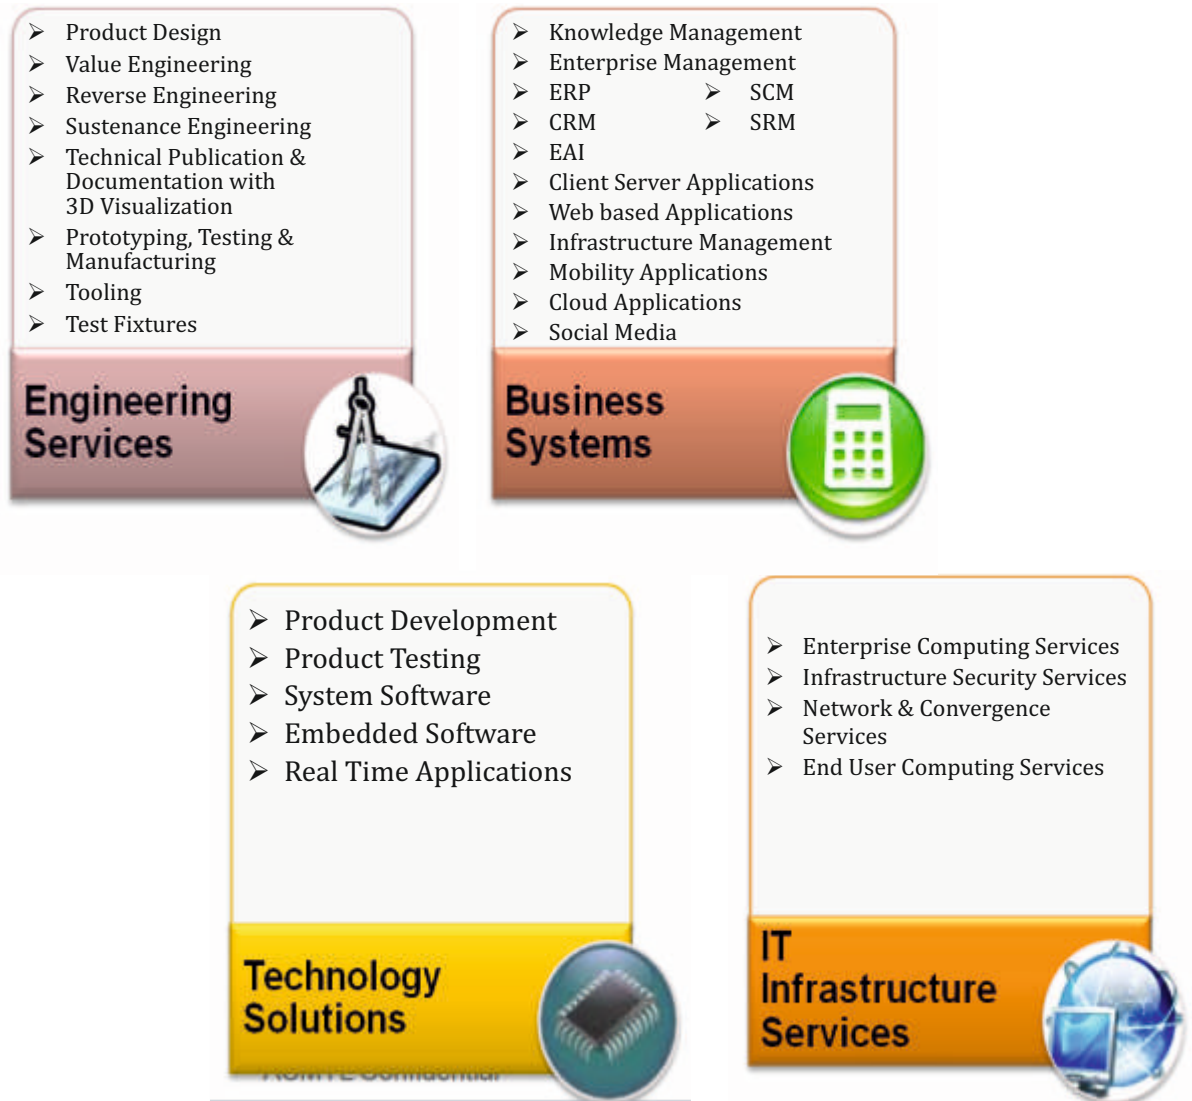 ➢ Product Design
➢ Value Engineering
➢ Reverse Engineering
➢ Sustenance Engineering
➢ Technical Publication &
Documentation with
3D Visualization
➢ Prototyping, Testing &
Manufacturing
➢ Tooling
➢ Test Fixtures
Engineering
Services
➢ Knowledge Management
➢ Enterprise Management
➢ ERP ➢ SCM
➢ CRM ➢ SRM
➢ EAI
➢ Client Server Applications
➢ Web based Applications
➢ Infrastructure Management
➢ Mobility Applications
➢ Cloud Applications
➢ Social Media
Business
Systems
➢ Product Development
➢ Product Testing
➢ System Software
➢ Embedded Software
➢ Real Time Applications
Technology
Solutions
➢ Enterprise Computing Services
➢ Infrastructure Security Services
➢ Network & Convergence
Services
➢ End User Computing Services
IT
Infrastructure
Services